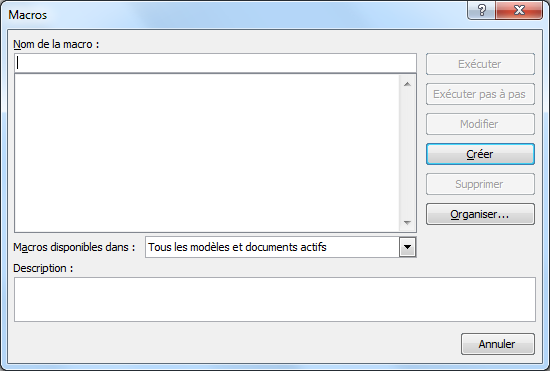 Macros
Nom de la macro :
Exécuter
Exécuter pas à pas
Modifier
Créer
Supprimer
Organiser...
Macros disponibles dans : Tous les modèles et documents actifs
Description :
Annuler